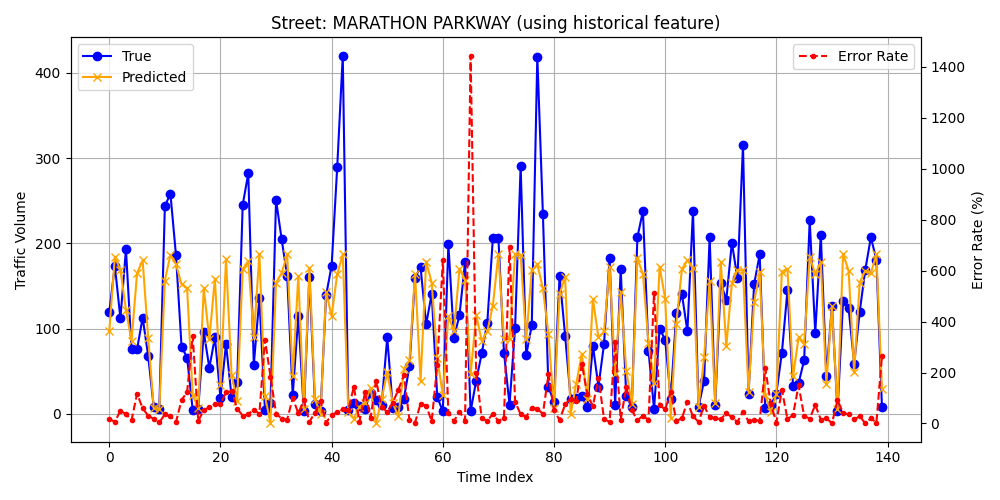 Street: MARATHON PARKWAY (using historical feature)
True
Predicted
Error Rate
400
300
200
100
0
Traffic Volume
1400
1200
1000
800
600
400
200
0
Error Rate (%)
0 20 40 60 80 100 120 140
Time Index